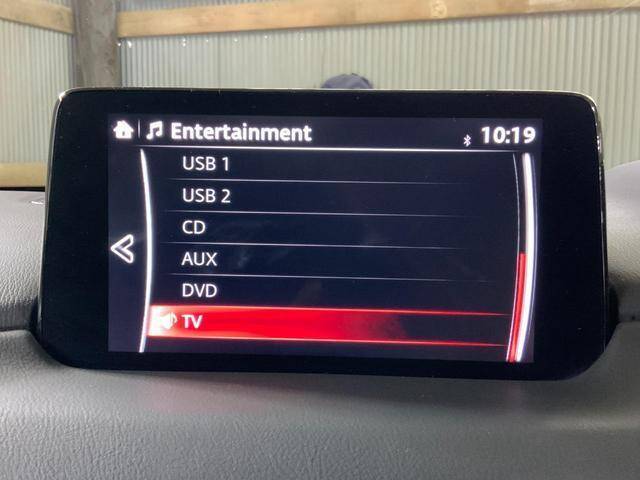 Entertainment 10:19
USB 1
USB 2
CD
AUX
DVD
TV